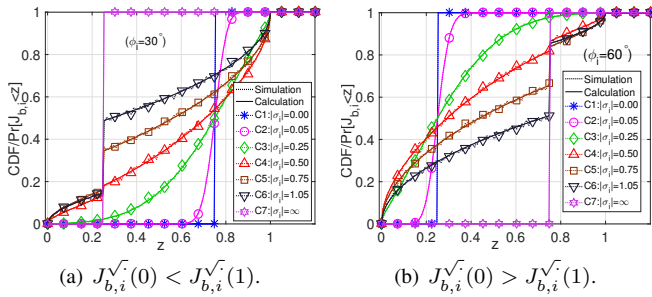 CDF/Pr[J_{b,i}<z]
1
0.8
0.6
0.4
0.2
0
(ϕ_i=30°)
Simulation
Calculation
C1:|σ_i|=0.00
C2:|σ_i|=0.05
C3:|σ_i|=0.25
C4:|σ_i|=0.50
C5:|σ_i|=0.75
C6:|σ_i|=1.05
C7:|σ_i|=∞
0 0.2 0.4 0.6 0.8 1
z
(a) J_{b,i}^{√·}(0) < J_{b,i}^{√·}(1).
CDF/Pr[J_{b,i}<z]
1
0.8
0.6
0.4
0.2
0
(ϕ_i=60°)
Simulation
Calculation
C1:|σ_i|=0.00
C2:|σ_i|=0.05
C3:|σ_i|=0.25
C4:|σ_i|=0.50
C5:|σ_i|=0.75
C6:|σ_i|=1.05
C7:|σ_i|=∞
0 0.2 0.4 0.6 0.8 1
z
(b) J_{b,i}^{√·}(0) > J_{b,i}^{√·}(1).